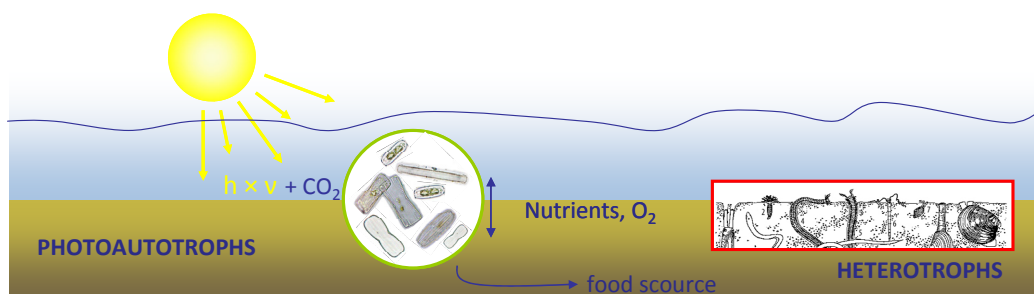 h × ν + CO₂
Nutrients, O₂
PHOTOAUTOTROPHS
HETEROTROPHS
food scource